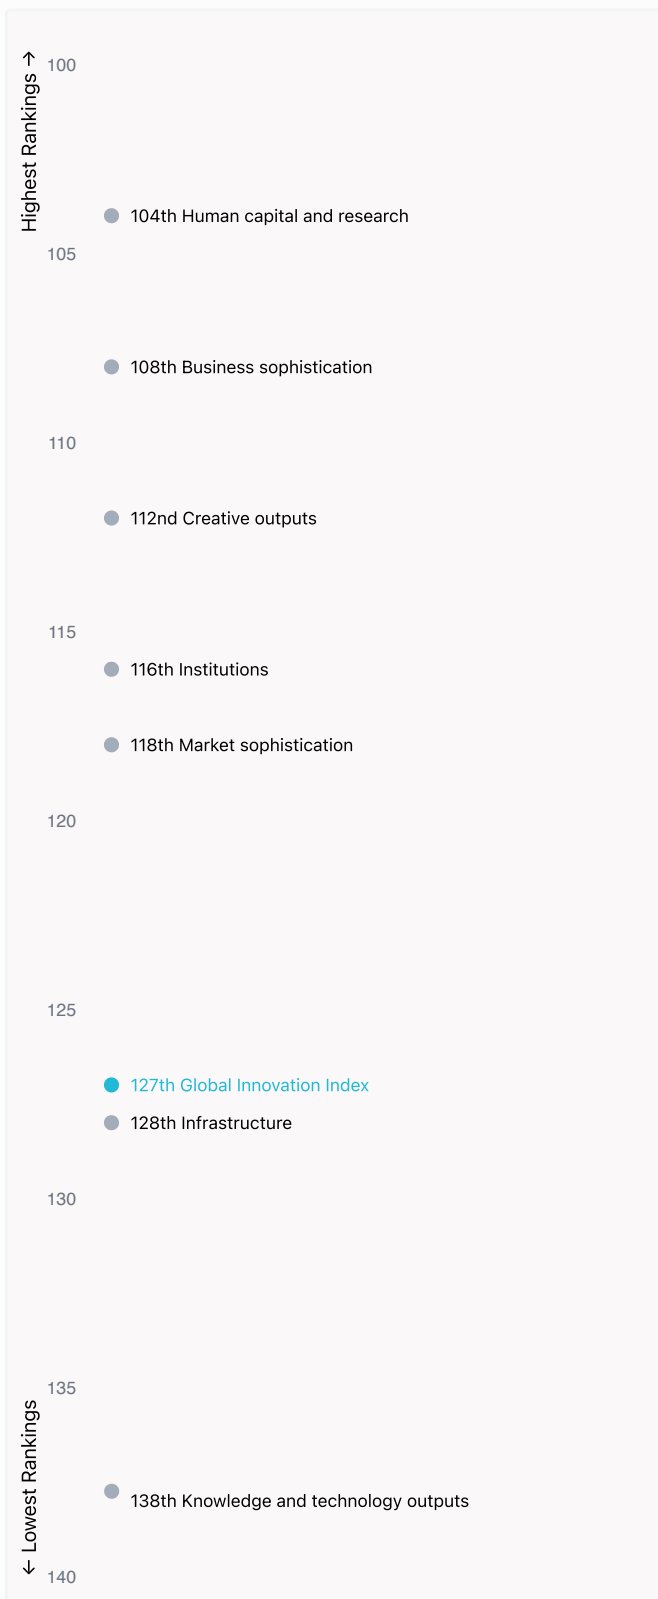 Highest Rankings →
100
104th Human capital and research
105
108th Business sophistication
110
112nd Creative outputs
115
116th Institutions
118th Market sophistication
120
125
127th Global Innovation Index
128th Infrastructure
130
135
← Lowest Rankings
138th Knowledge and technology outputs
140